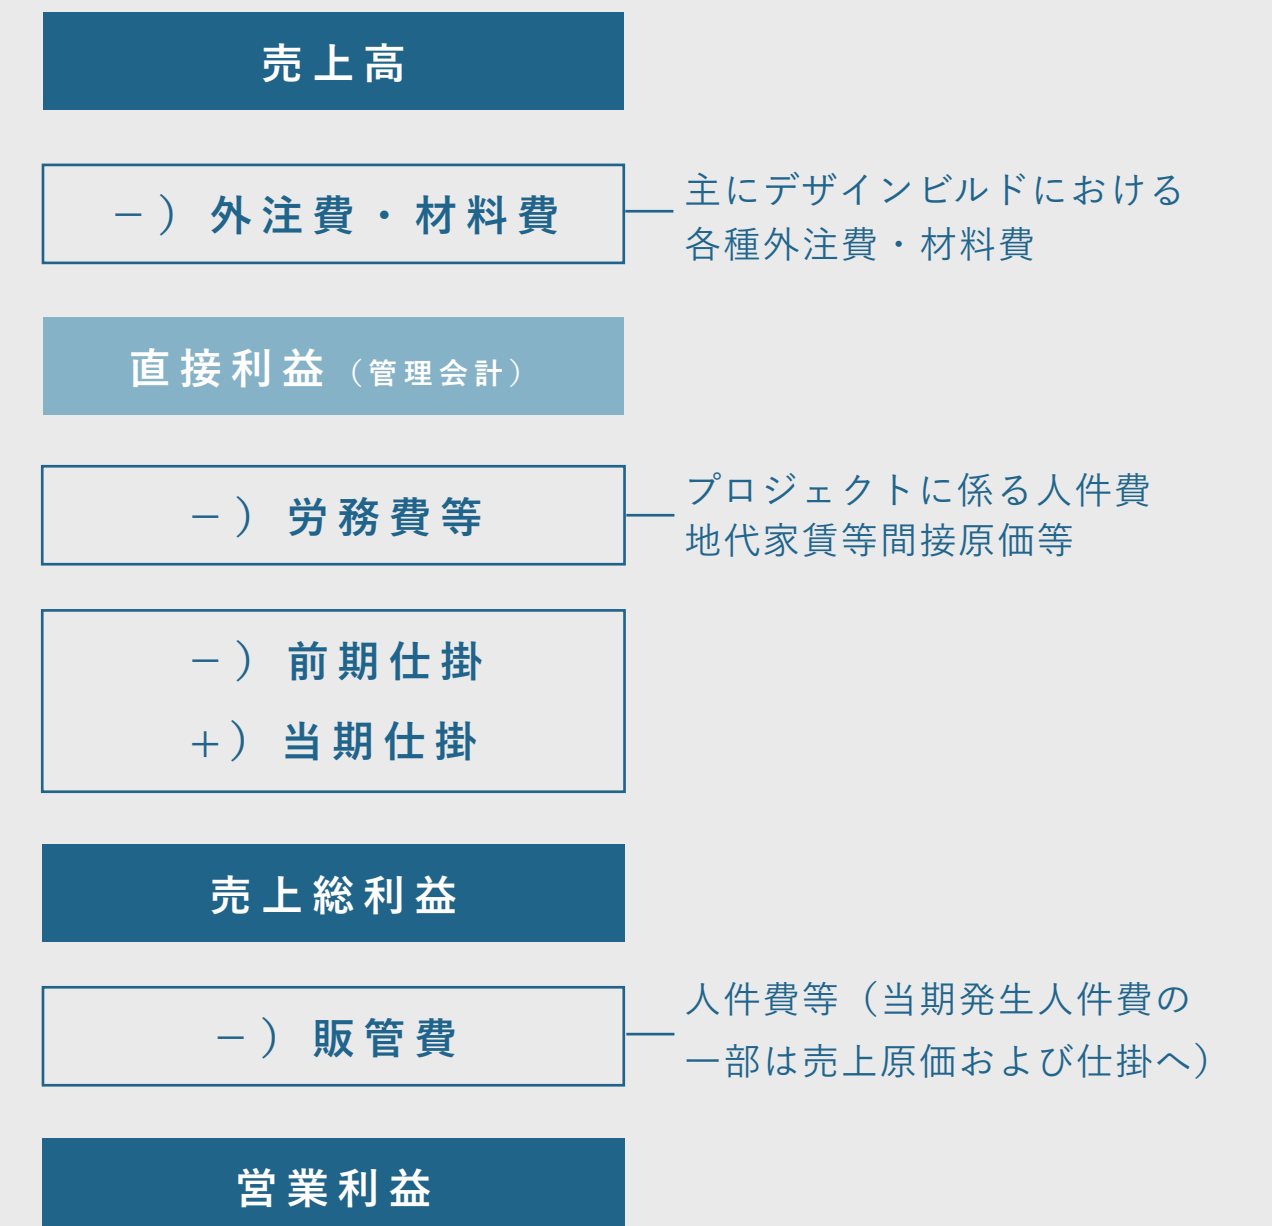 売上高
－）外注費・材料費
主にデザインビルドにおける
各種外注費・材料費
直接利益（管理会計）
－）労務費等
プロジェクトに係る人件費
地代家賃等間接原価等
－）前期仕掛
＋）当期仕掛
売上総利益
－）販管費
人件費等（当期発生人件費の
一部は売上原価および仕掛へ）
営業利益